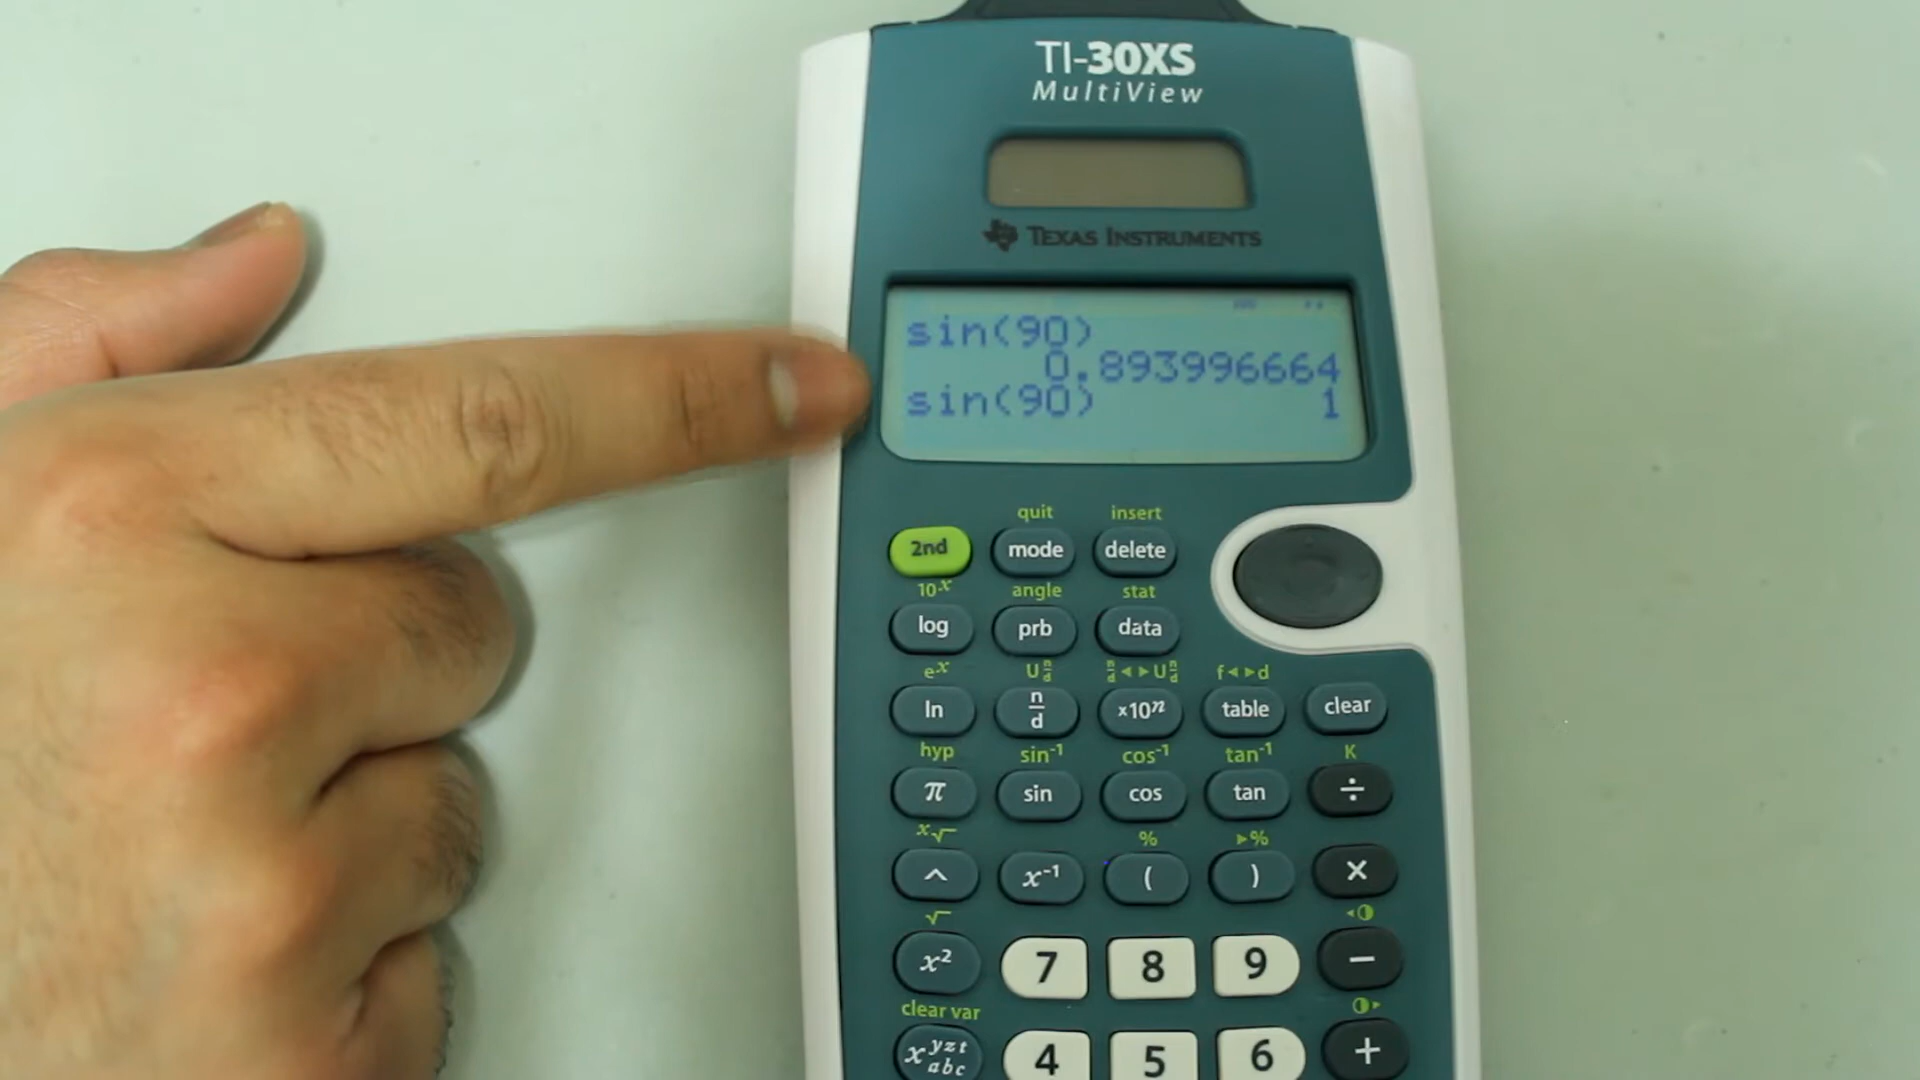 TI-30XS
MultiView
TEXAS INSTRUMENTS
sin(90)
0.893996664
sin(90) 1
quit insert
2nd mode delete
10ˣ angle stat
log prb data
eˣ U n/d n/d ◄►U n/d f◄►d
ln n/d ×10ⁿ table clear
hyp sin⁻¹ cos⁻¹ tan⁻¹ K
π sin cos tan ÷
ˣ√ % ►%
^ x⁻¹ ( ) ×
√
x² 7 8 9 −
clear var
x yzt abc 4 5 6 +